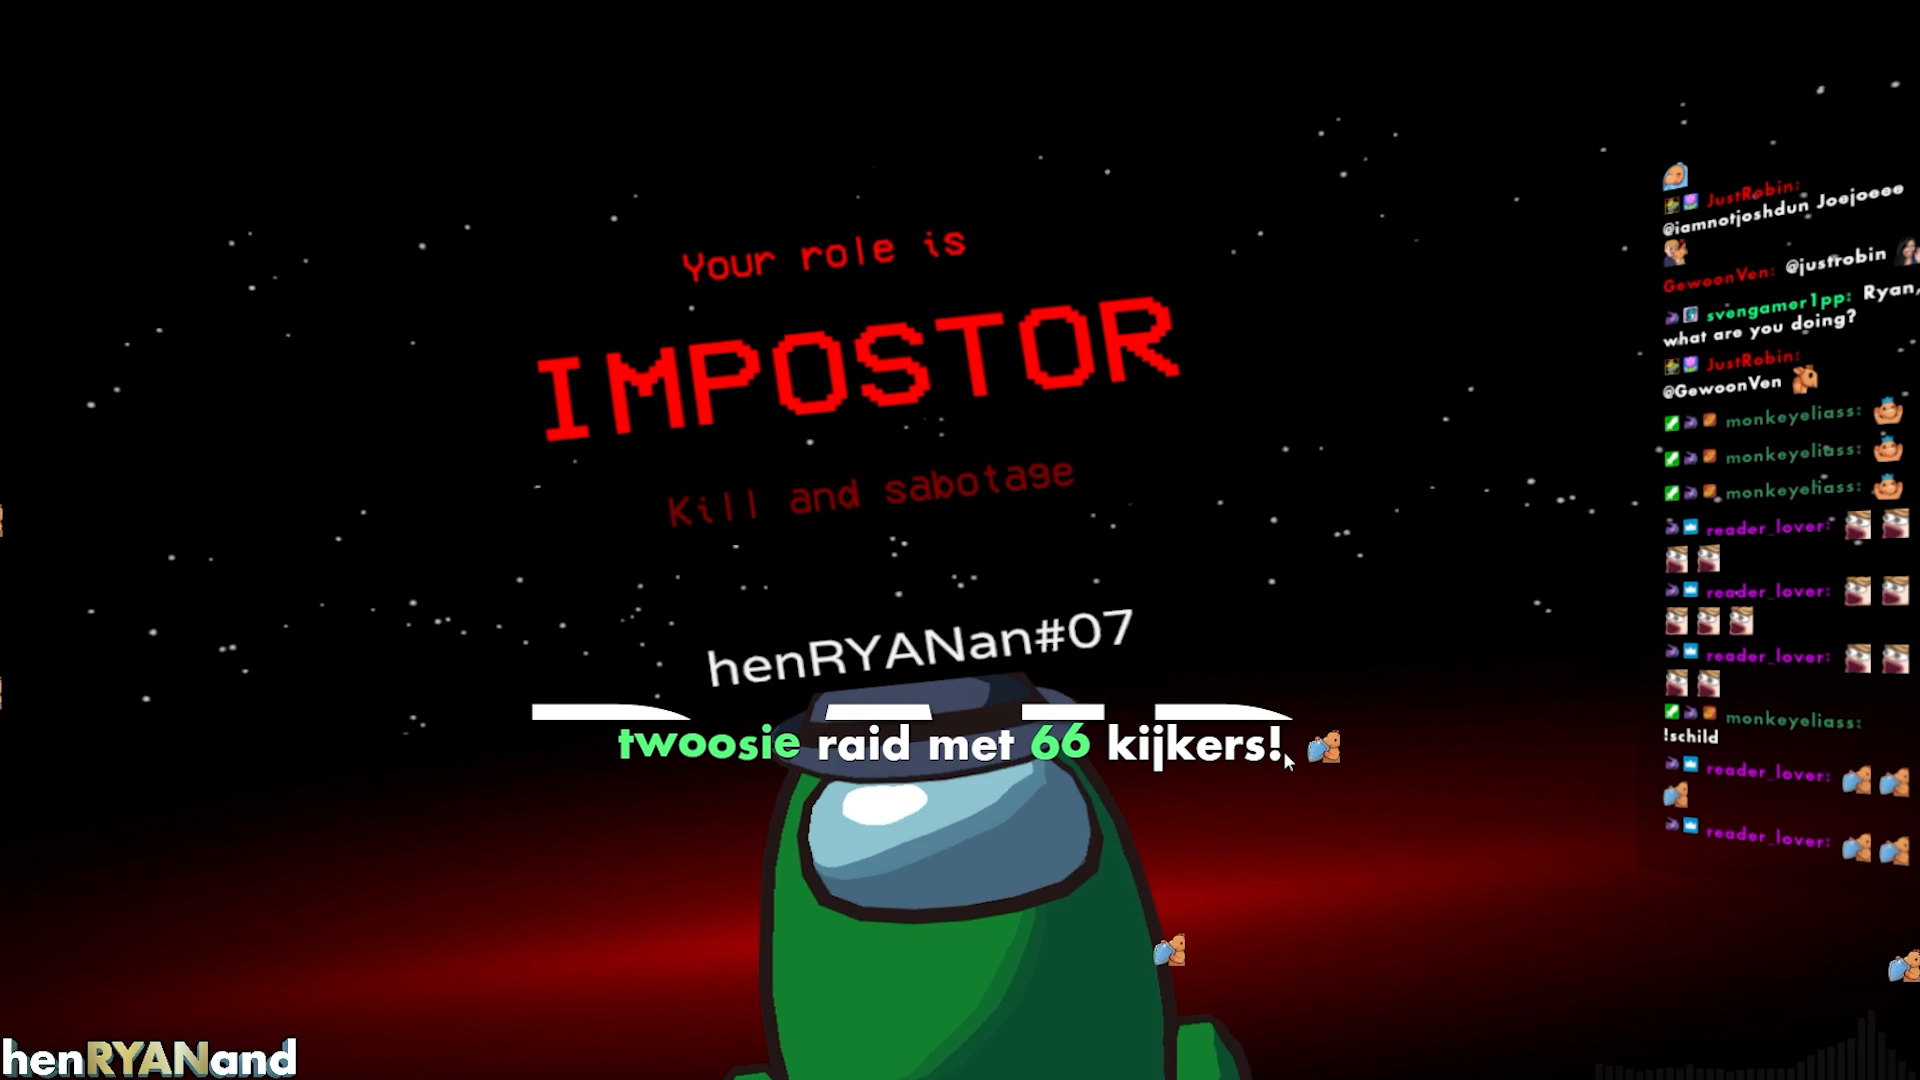 Your role is
IMPOSTOR
Kill and sabotage
henRYANan#07
twoosie raid met 66 kijkers!
JustRobin:
@iamnotjoshdun Joejoeee
GewoonVen: @justrobin
svengamer1pp: Ryan,
what are you doing?
JustRobin:
@GewoonVen
monkeyeliass:
monkeyeliass:
monkeyeliass:
reader_lover:
reader_lover:
reader_lover:
monkeyeliass:
!schild
reader_lover:
reader_lover:
henRYANand